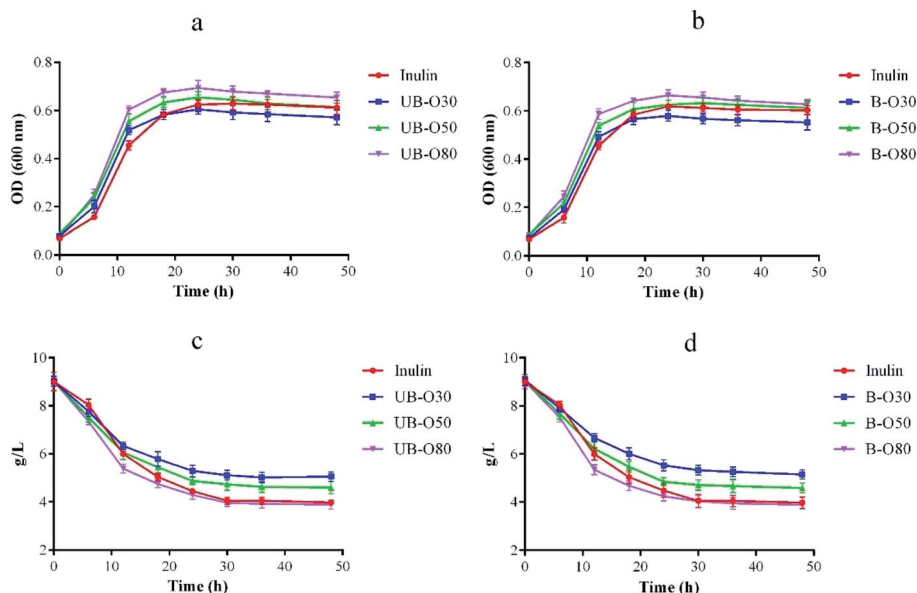 a
0.8
0.6
0.4
0.2
0.0
OD (600 nm)
0 10 20 30 40 50
Time (h)
Inulin
UB-O30
UB-O50
UB-O80
b
0.8
0.6
0.4
0.2
0.0
OD (600 nm)
0 10 20 30 40 50
Time (h)
Inulin
B-O30
B-O50
B-O80
c
10
8
6
4
2
g/L
0 10 20 30 40 50
Time (h)
Inulin
UB-O30
UB-O50
UB-O80
d
10
8
6
4
2
g/L
0 10 20 30 40 50
Time (h)
Inulin
B-O30
B-O50
B-O80